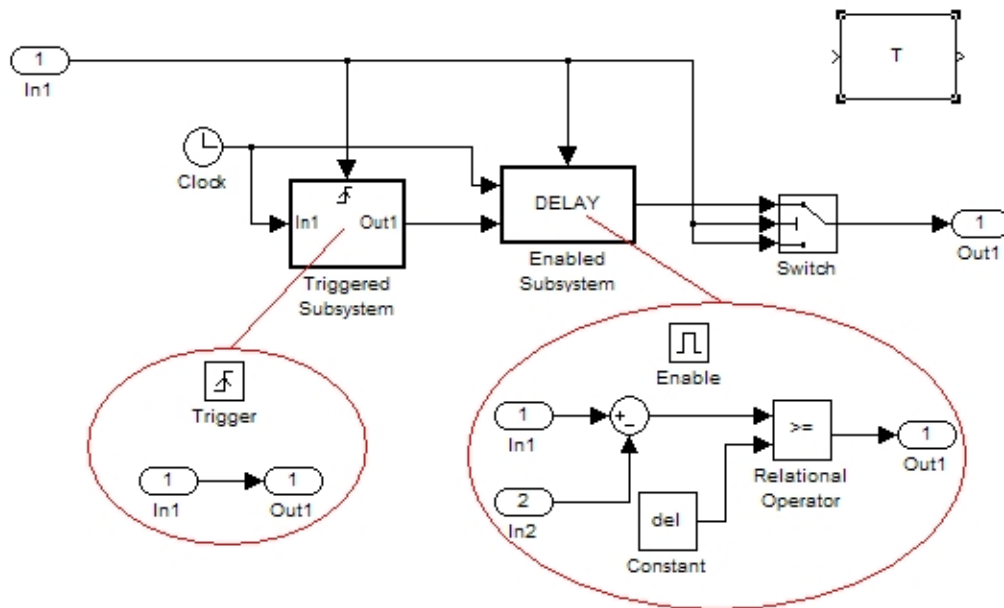 1
In1
T
Clock
In1
Out1
Triggered
Subsystem
DELAY
Enabled
Subsystem
Switch
1
Out1
Trigger
1
In1
1
Out1
Enable
1
In1
+
-
2
In2
del
Constant
>=
Relational
Operator
1
Out1